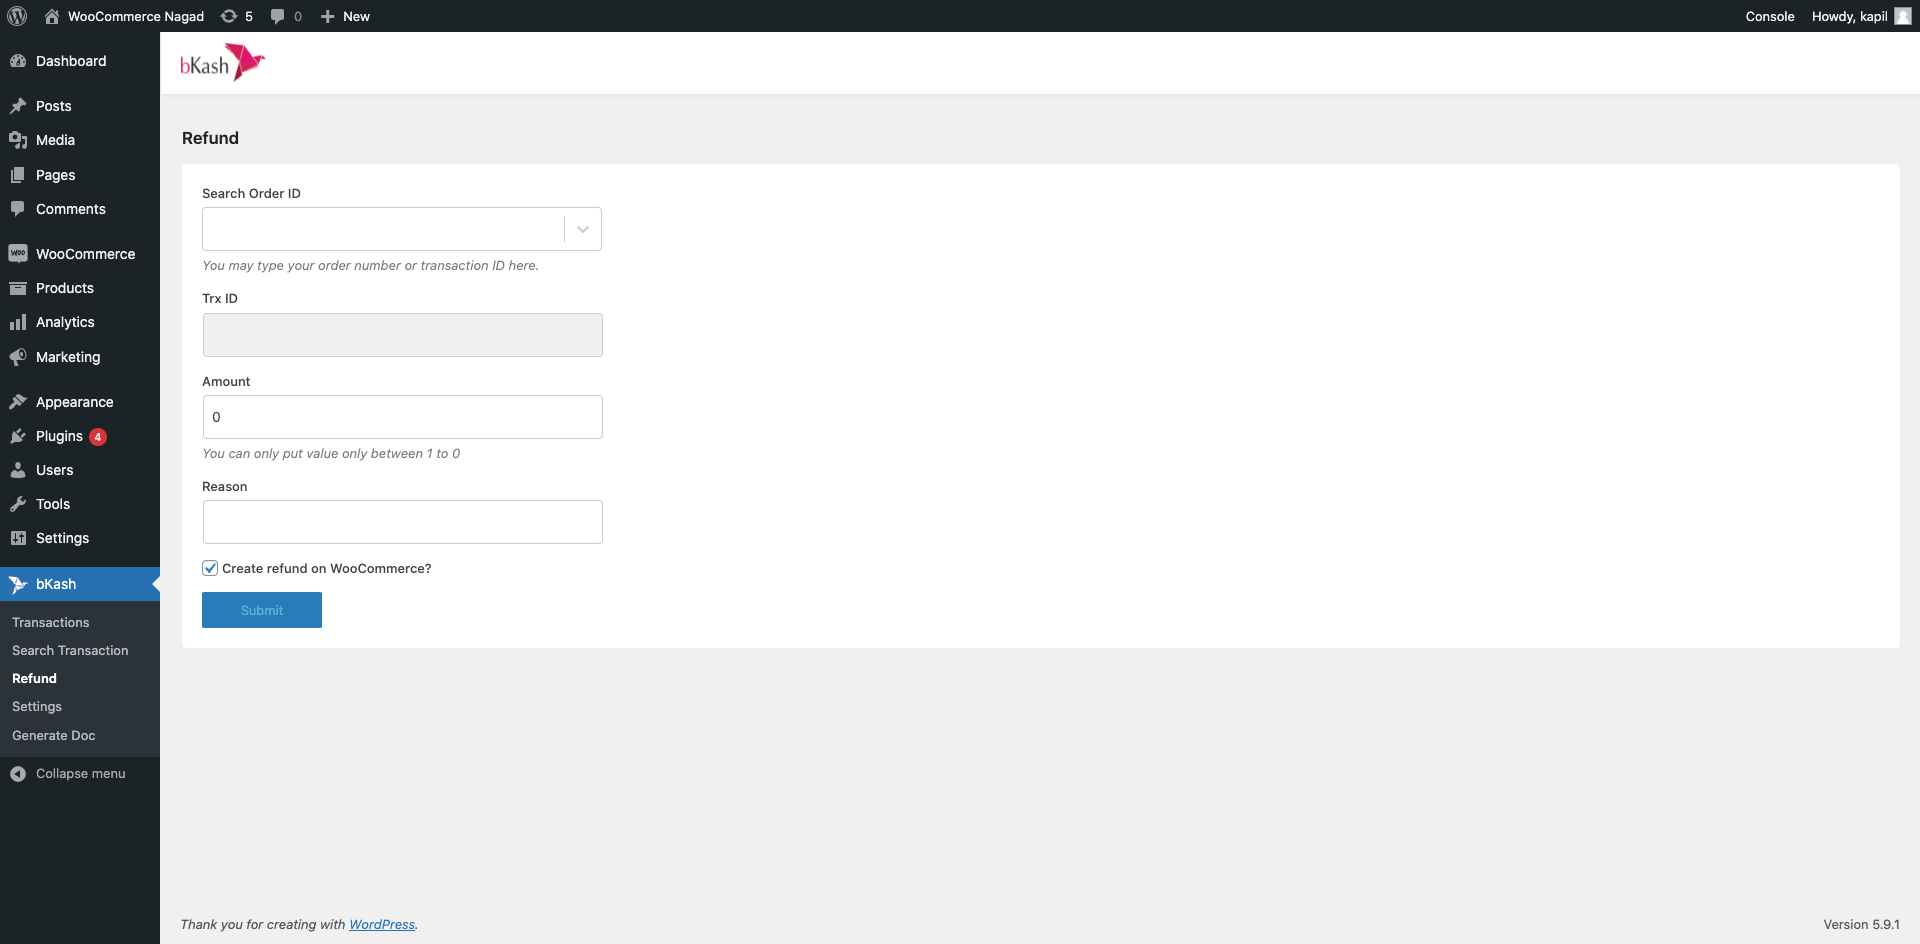 WooCommerce Nagad 5 0 New Console Howdy, kapil
Dashboard
Posts
Media
Pages
Comments
WOO WooCommerce
Products
Analytics
Marketing
Appearance
Plugins 4
Users
Tools
Settings
bKash
Transactions
Search Transaction
Refund
Settings
Generate Doc
Collapse menu
bKash
Refund
Search Order ID
You may type your order number or transaction ID here.
Trx ID
Amount
0
You can only put value only between 1 to 0
Reason
Create refund on WooCommerce?
Submit
Thank you for creating with WordPress.
Version 5.9.1